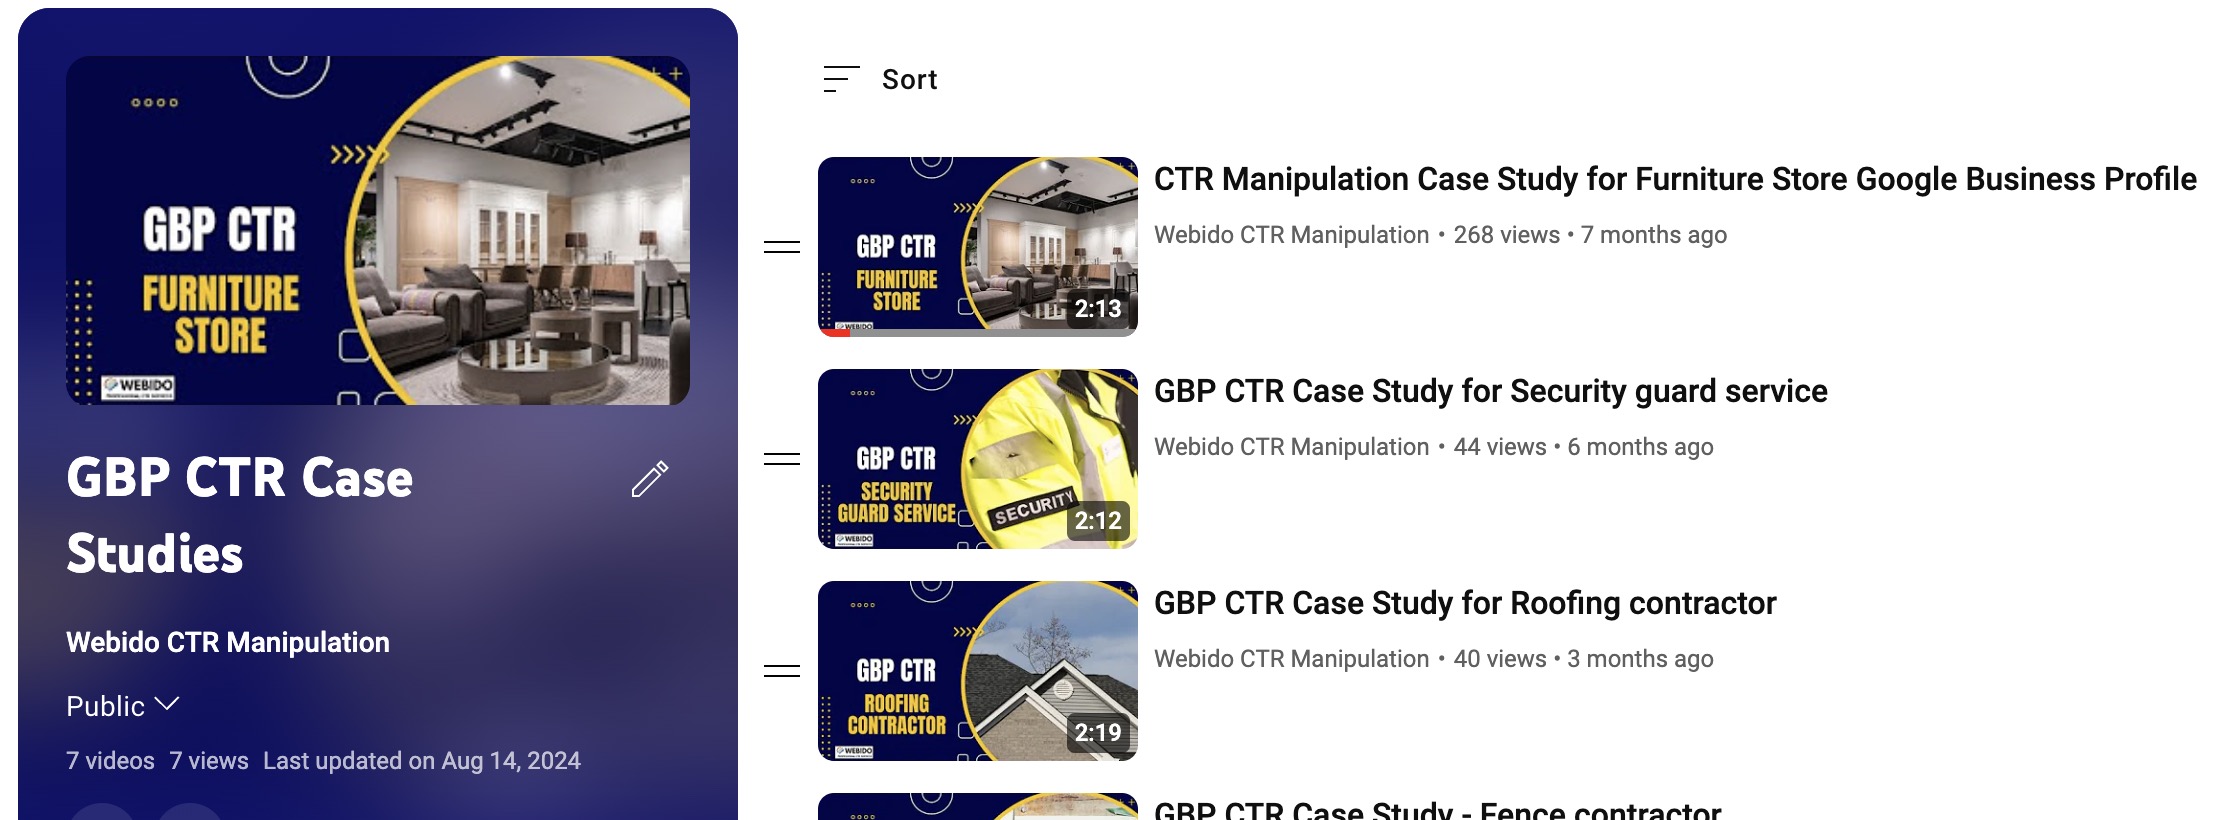 GBP CTR
FURNITURE
STORE
WEBIDO
GBP CTR Case
Studies
Webido CTR Manipulation
Public
7 videos 7 views Last updated on Aug 14, 2024
Sort
GBP CTR
FURNITURE
STORE
WEBIDO
2:13
CTR Manipulation Case Study for Furniture Store Google Business Profile
Webido CTR Manipulation • 268 views • 7 months ago
GBP CTR
SECURITY
GUARD SERVICE
WEBIDO
SECURITY
2:12
GBP CTR Case Study for Security guard service
Webido CTR Manipulation • 44 views • 6 months ago
GBP CTR
ROOFING
CONTRACTOR
WEBIDO
2:19
GBP CTR Case Study for Roofing contractor
Webido CTR Manipulation • 40 views • 3 months ago
GBP CTR Case Study - Fence contractor